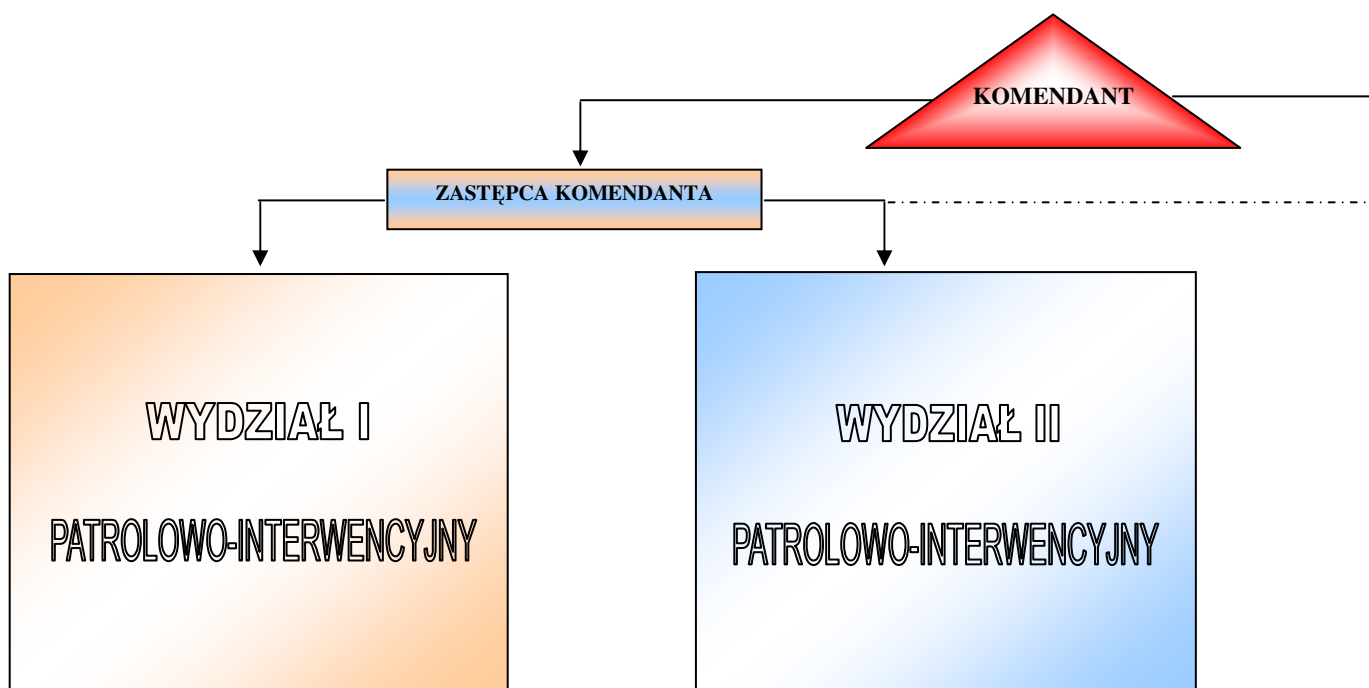 KOMENDANT
ZASTĘPCA KOMENDANTA
WYDZIAŁ I
PATROLOWO-INTERWENCYJNY
WYDZIAŁ II
PATROLOWO-INTERWENCYJNY